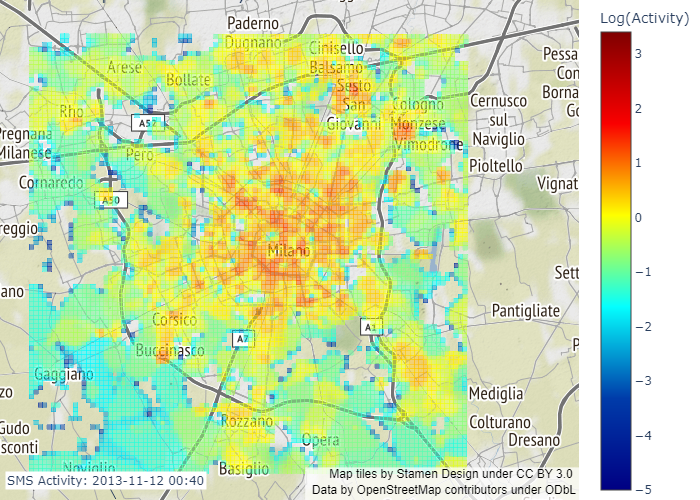 Log(Activity)
Paderno
Dugnano
Cinisello
Balsamo
Arese
Bollate
Sesto
San
Giovanni
Rho
A52
Cologno
Monzese
Vimodrone
Cernusco
sul
Naviglio
Pioltello
Pero
Cornaredo
A50
Milano
Corsico
Buccinasco
A7
A1
Gaggiano
Rozzano
Opera
Basiglio
Noviglio
Pantigliate
Mediglia
Colturano
Dresano
Pessa
Con
Borna
Go
Vignat
Sett
P
Pregnana
Milanese
reggio
ano
zo
Gudo
sconti
3
2
1
0
−1
−2
−3
−4
−5
SMS Activity: 2013-11-12 00:40
Map tiles by Stamen Design under CC BY 3.0
Data by OpenStreetMap contributors under ODbL